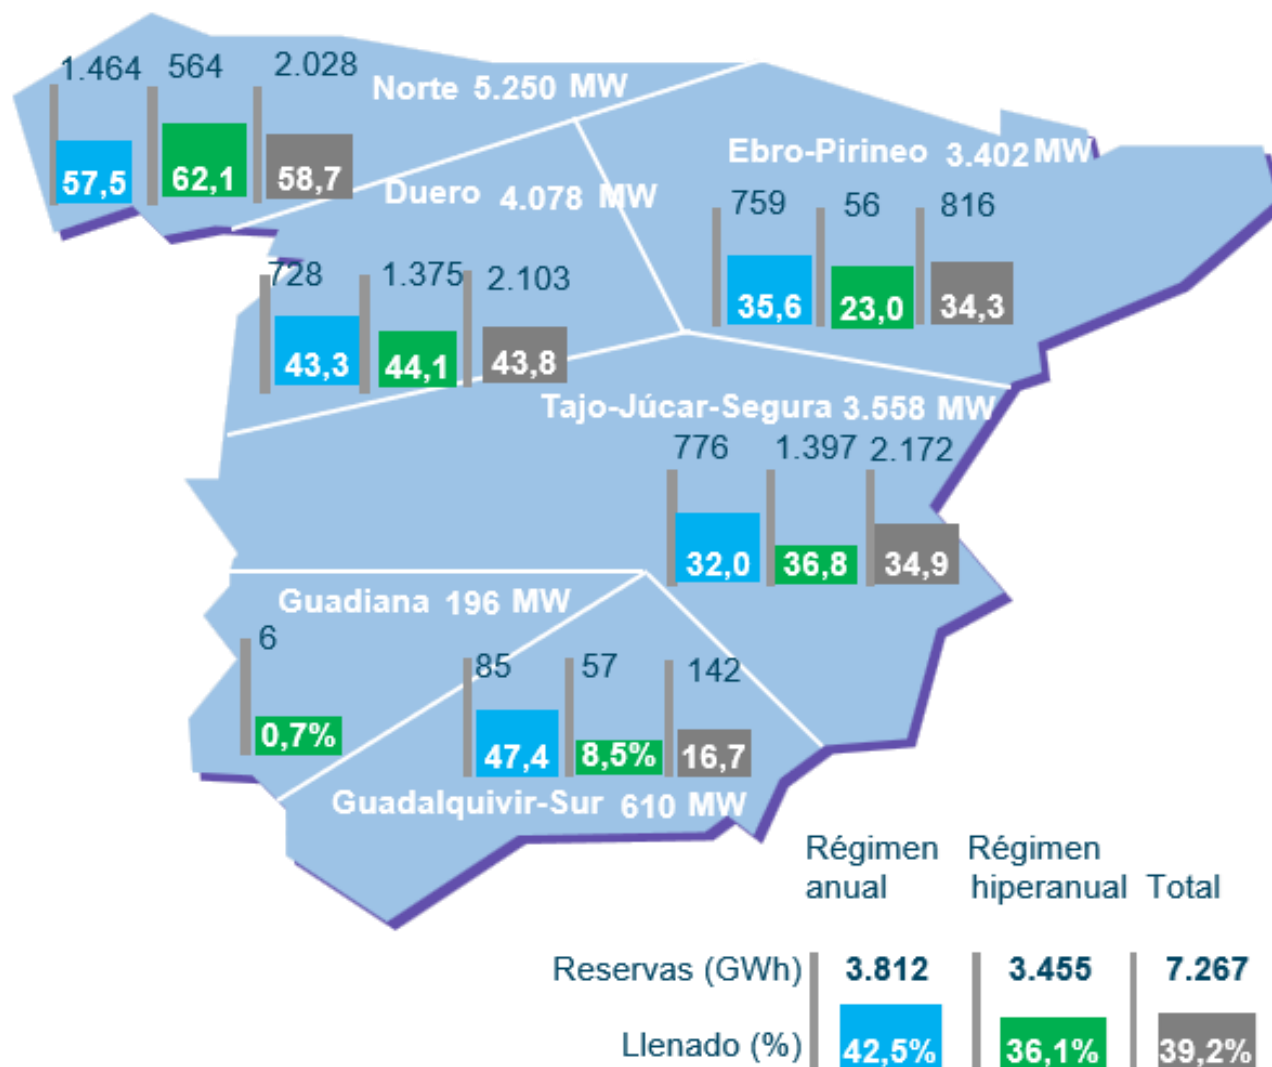 1.464 564 2.028
Norte 5.250 MW
57,5 62,1 58,7
Ebro-Pirineo 3.402 MW
759 56 816
35,6 23,0 34,3
Duero 4.078 MW
728 1.375 2.103
43,3 44,1 43,8
Tajo-Júcar-Segura 3.558 MW
776 1.397 2.172
32,0 36,8 34,9
Guadiana 196 MW
6
0,7%
85 57 142
47,4 8,5% 16,7
Guadalquivir-Sur 610 MW
Régimen Régimen
anual hiperanual Total
Reservas (GWh) 3.812 3.455 7.267
Llenado (%) 42,5% 36,1% 39,2%